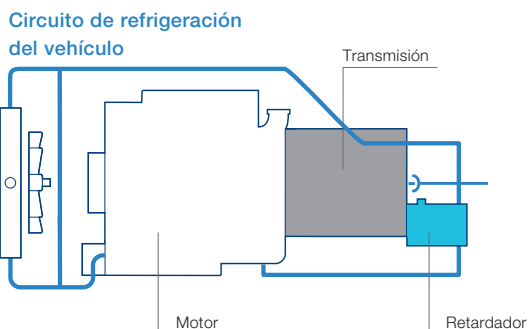 Circuito de refrigeración
del vehículo
Transmisión
Motor
Retardador